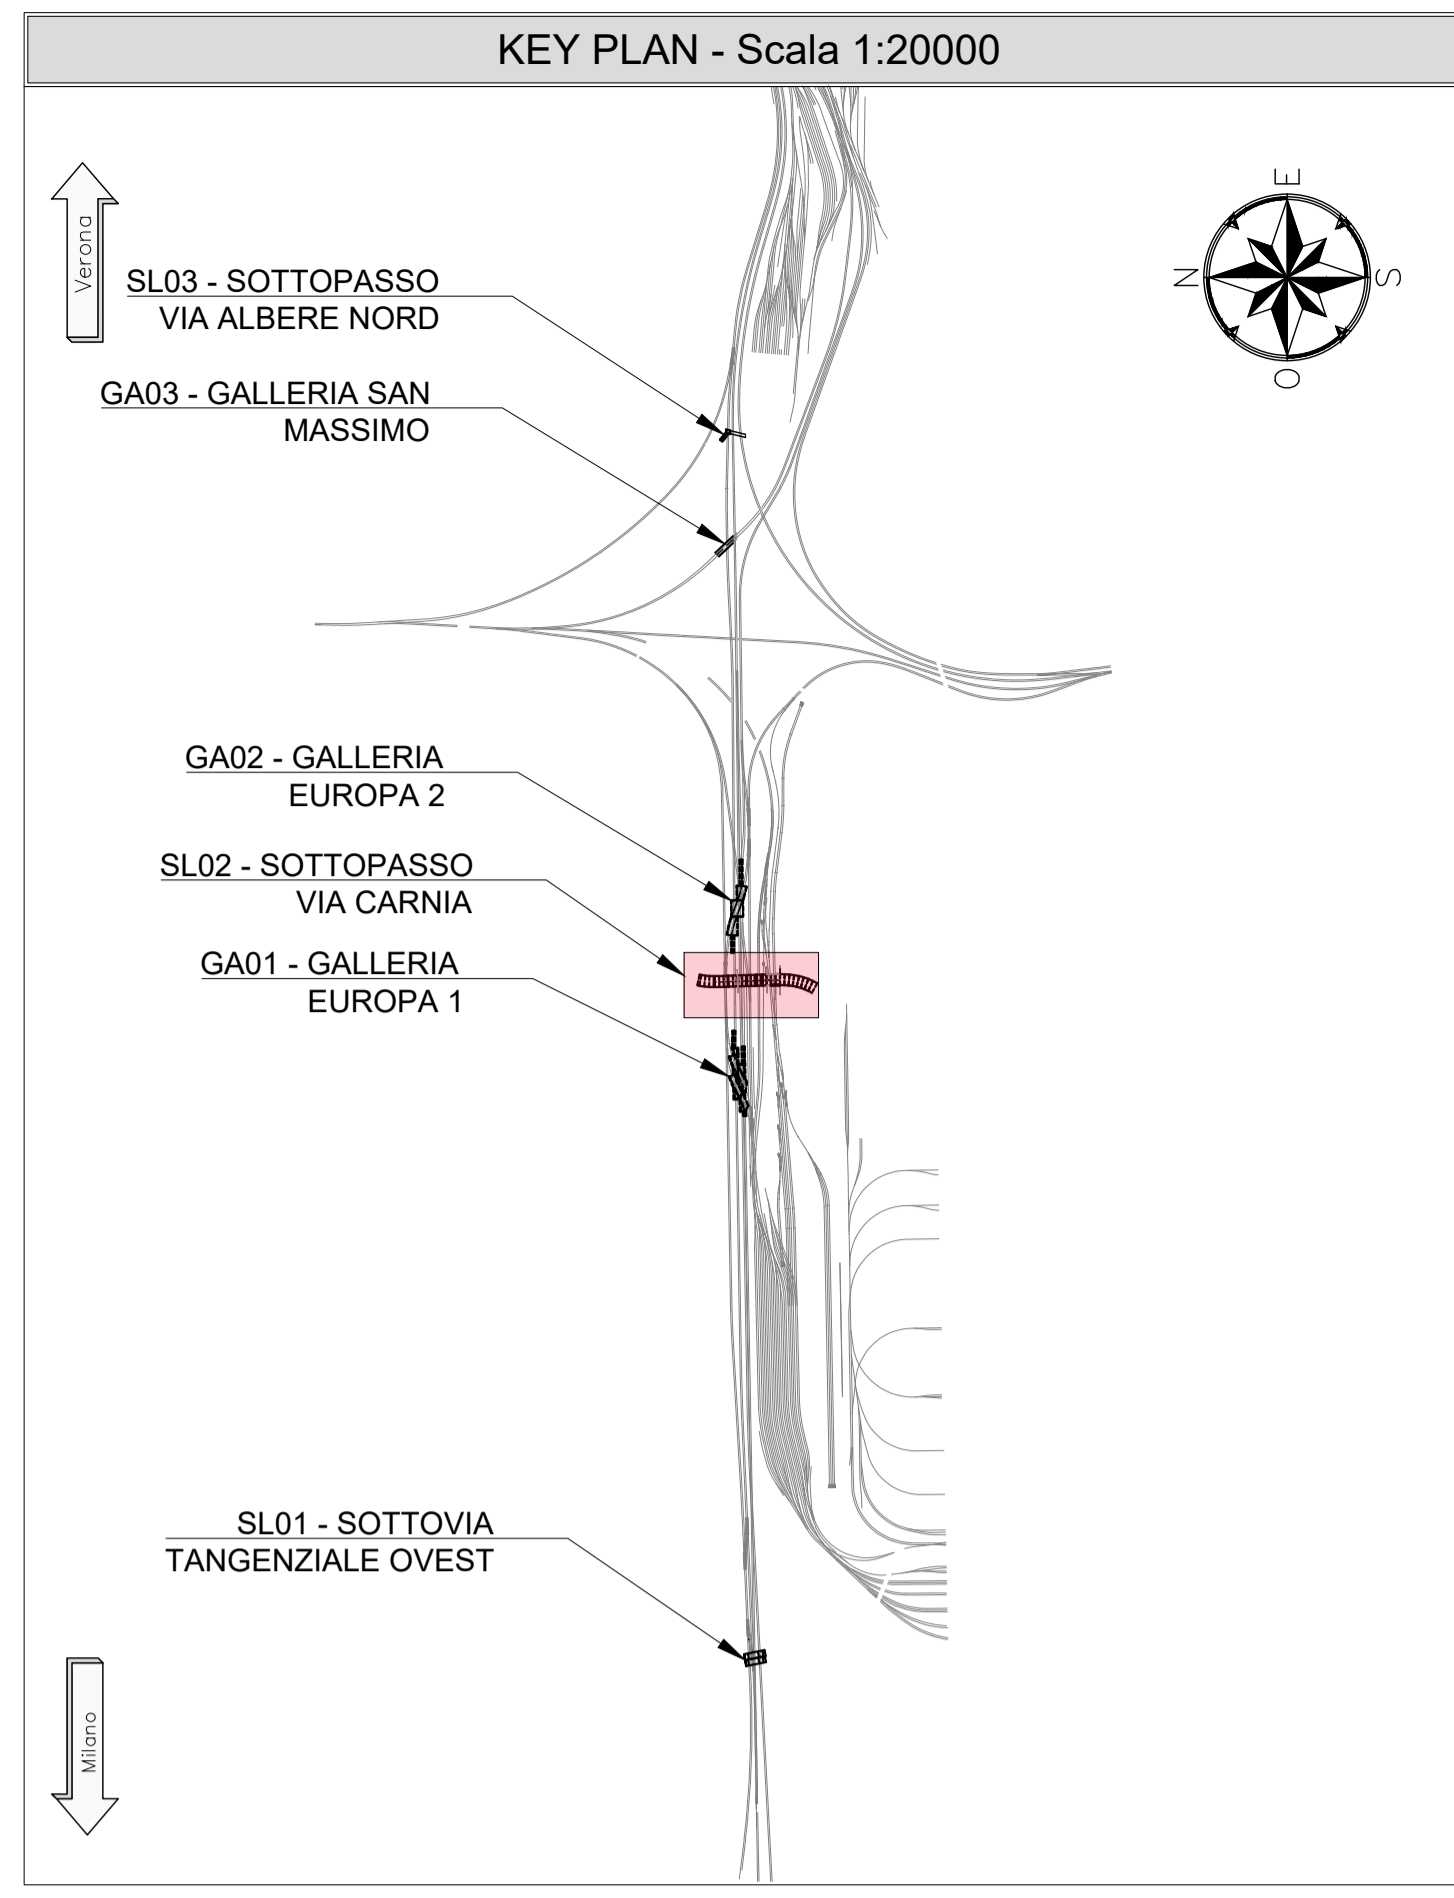 KEY PLAN - Scala 1:20000
Verona
E
N
S
O
SL03 - SOTTOPASSO
VIA ALBERE NORD
GA03 - GALLERIA SAN
MASSIMO
GA02 - GALLERIA
EUROPA 2
SL02 - SOTTOPASSO
VIA CARNIA
GA01 - GALLERIA
EUROPA 1
SL01 - SOTTOVIA
TANGENZIALE OVEST
Milano